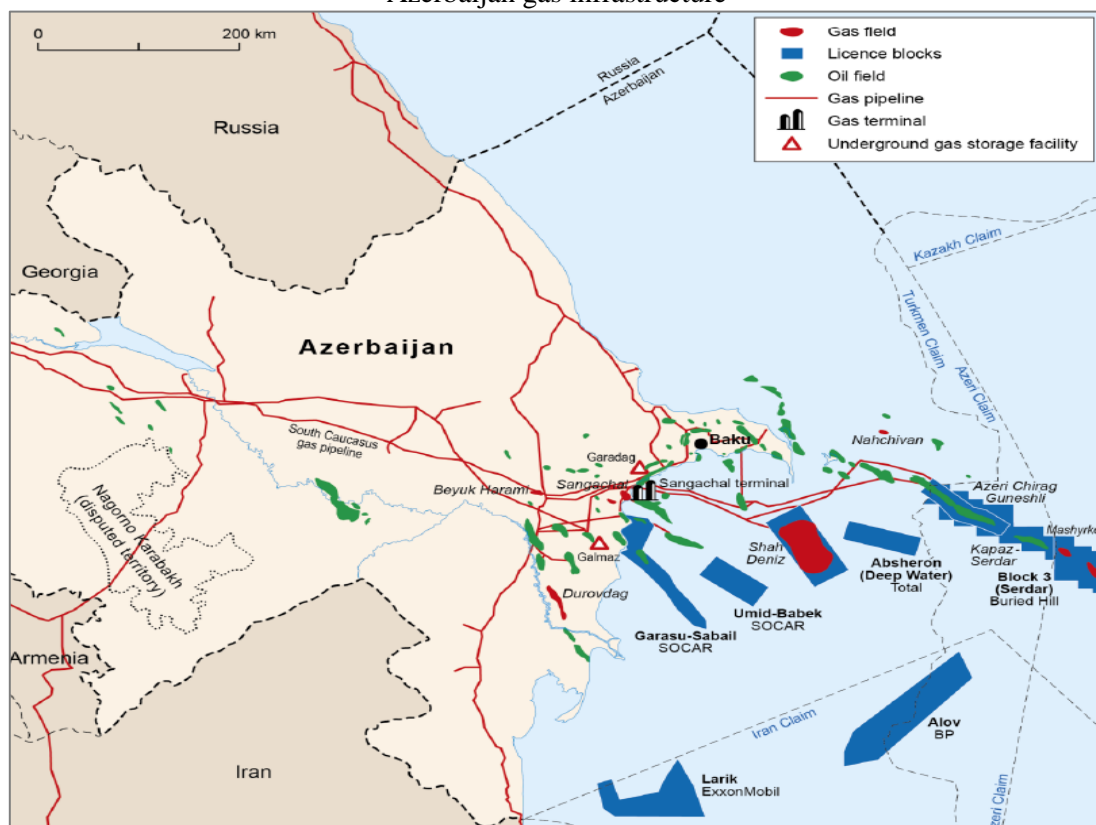 Azerbaijan gas infrastructure
0
200 km
Gas field
Licence blocks
Oil field
Gas pipeline
Gas terminal
Underground gas storage facility
Russia
Azerbaijan
Russia
Georgia
Kazakh Claim
Turkmen Claim
Azeri Claim
Azerbaijan
South Caucasus
gas pipeline
Baku
Garadag
Sangachal
Sangachal terminal
Beyuk Harami
Nahchivan
Azeri Chirag
Guneshli
Mashyrke
Kapaz-
Serdar
Block 3
(Serdar)
Buried Hill
Shah
Deniz
Absheron
(Deep Water)
Total
Nagorno Karabakh
(disputed territory)
Galmaz
Durovdag
Umid-Babek
SOCAR
Garasu-Sabail
SOCAR
Armenia
Iran
Iran Claim
Alov
BP
Larik
ExxonMobil